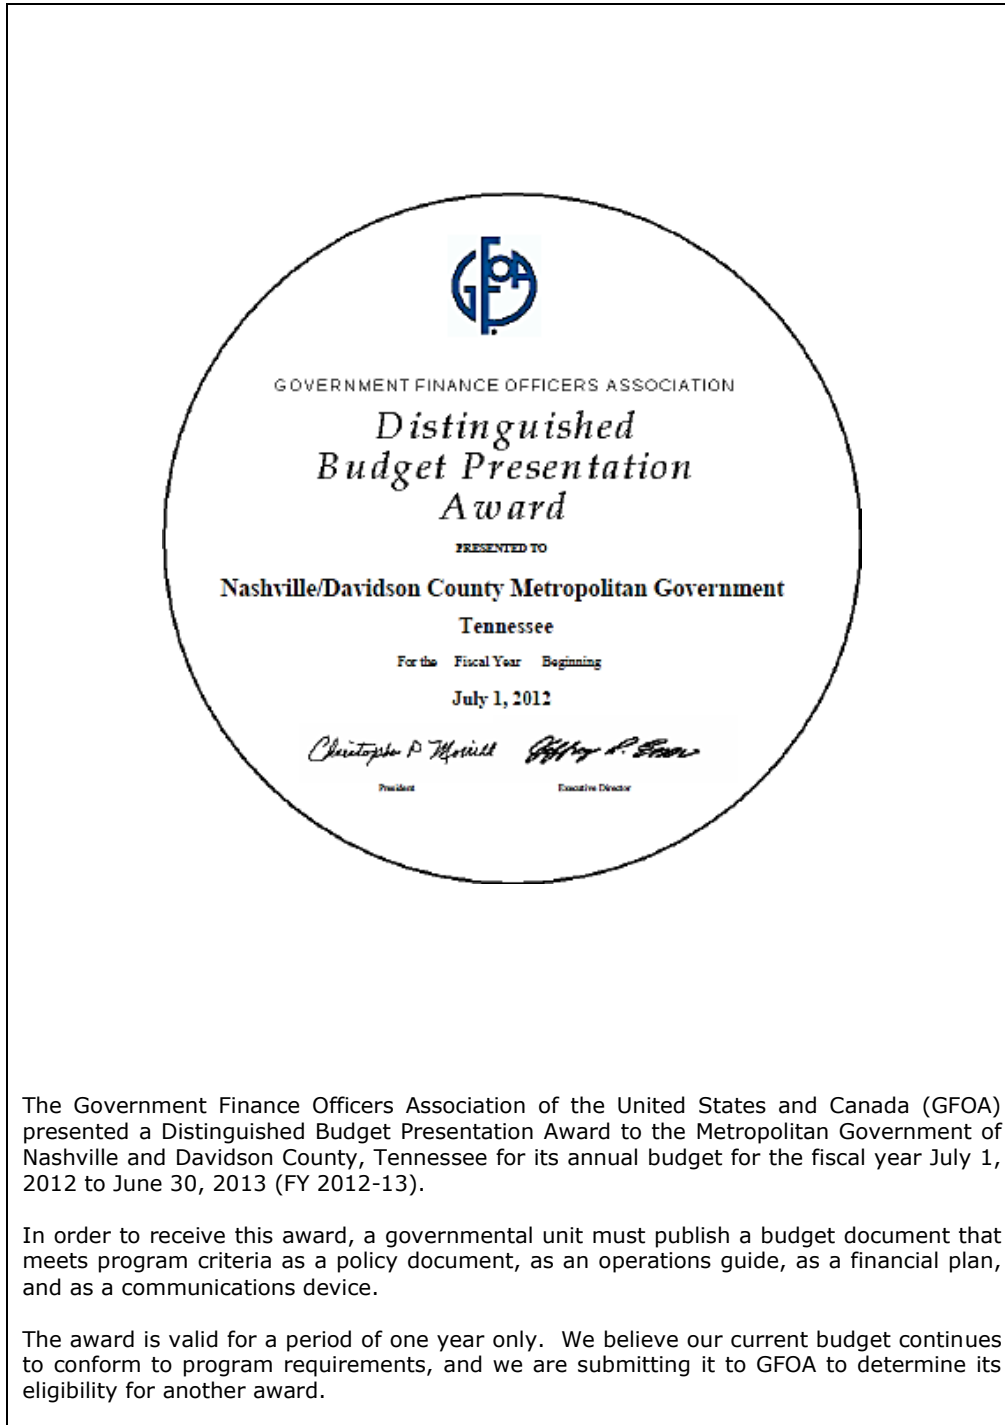 GFOA
GOVERNMENT FINANCE OFFICERS ASSOCIATION
Distinguished
Budget Presentation
Award
PRESENTED TO
Nashville/Davidson County Metropolitan Government
Tennessee
For the Fiscal Year Beginning
July 1, 2012
Christopher P Morrill Jeffrey R. Enser
President Executive Director
The Government Finance Officers Association of the United States and Canada (GFOA)
presented a Distinguished Budget Presentation Award to the Metropolitan Government of
Nashville and Davidson County, Tennessee for its annual budget for the fiscal year July 1,
2012 to June 30, 2013 (FY 2012-13).
In order to receive this award, a governmental unit must publish a budget document that
meets program criteria as a policy document, as an operations guide, as a financial plan,
and as a communications device.
The award is valid for a period of one year only. We believe our current budget continues
to conform to program requirements, and we are submitting it to GFOA to determine its
eligibility for another award.